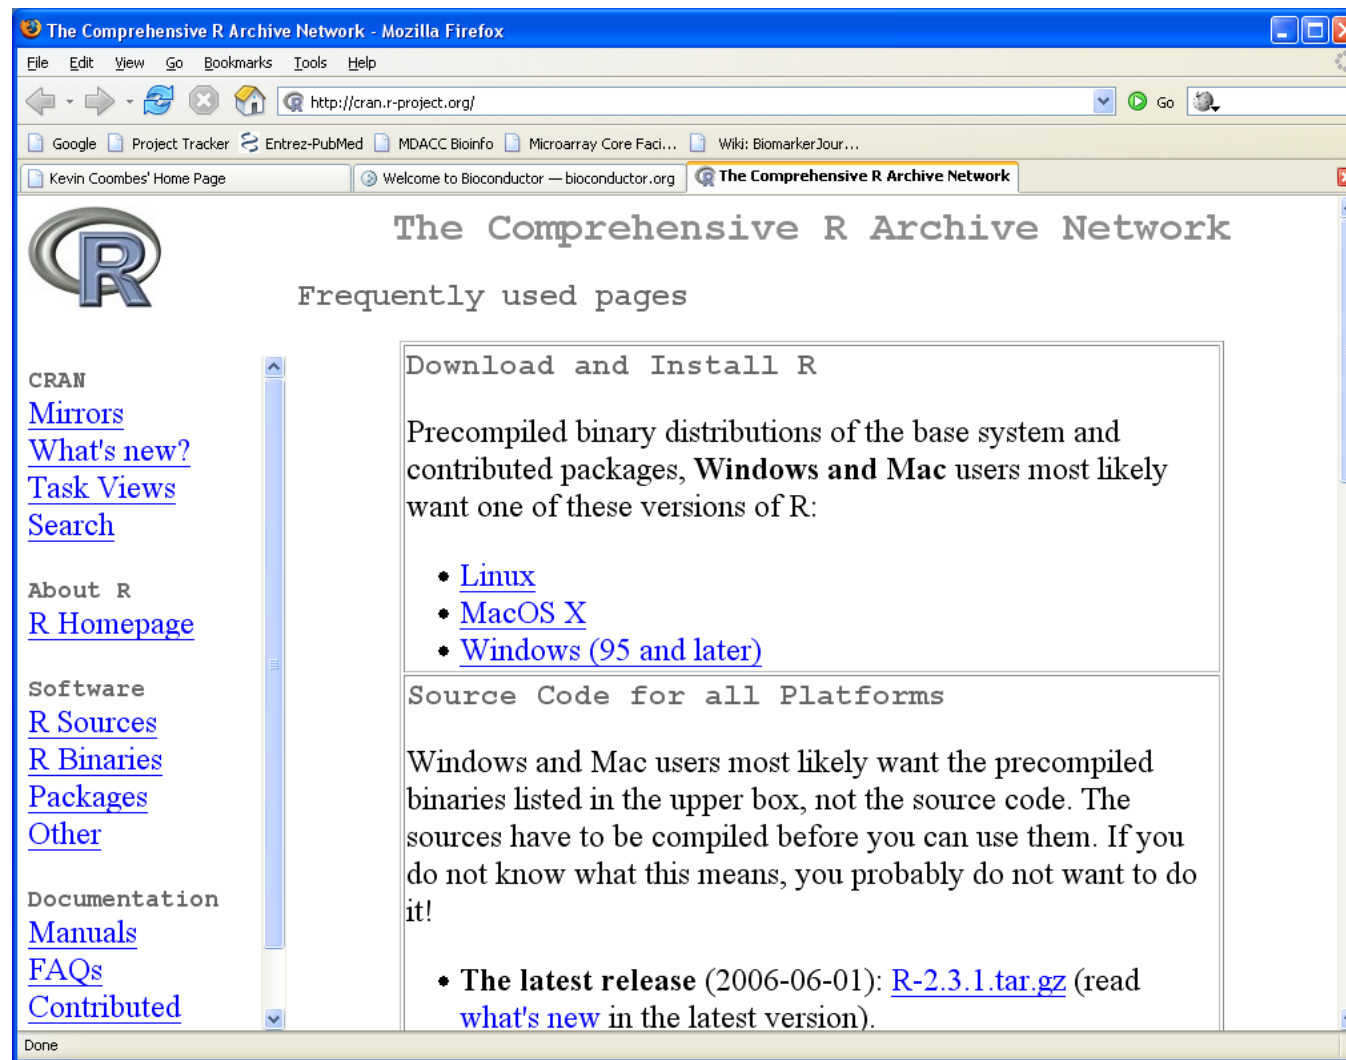 The Comprehensive R Archive Network - Mozilla Firefox
File Edit View Go Bookmarks Tools Help
http://cran.r-project.org/ Go
Google Project Tracker Entrez-PubMed MDACC Bioinfo Microarray Core Faci... Wiki: BiomarkerJour...
Kevin Coombes' Home Page Welcome to Bioconductor — bioconductor.org The Comprehensive R Archive Network
R
The Comprehensive R Archive Network
Frequently used pages
CRAN
Mirrors
What's new?
Task Views
Search
About R
R Homepage
Software
R Sources
R Binaries
Packages
Other
Documentation
Manuals
FAQs
Contributed
Download and Install R
Precompiled binary distributions of the base system and
contributed packages, Windows and Mac users most likely
want one of these versions of R:
• Linux
• MacOS X
• Windows (95 and later)
Source Code for all Platforms
Windows and Mac users most likely want the precompiled
binaries listed in the upper box, not the source code. The
sources have to be compiled before you can use them. If you
do not know what this means, you probably do not want to do
it!
• The latest release (2006-06-01): R-2.3.1.tar.gz (read
what's new in the latest version).
Done